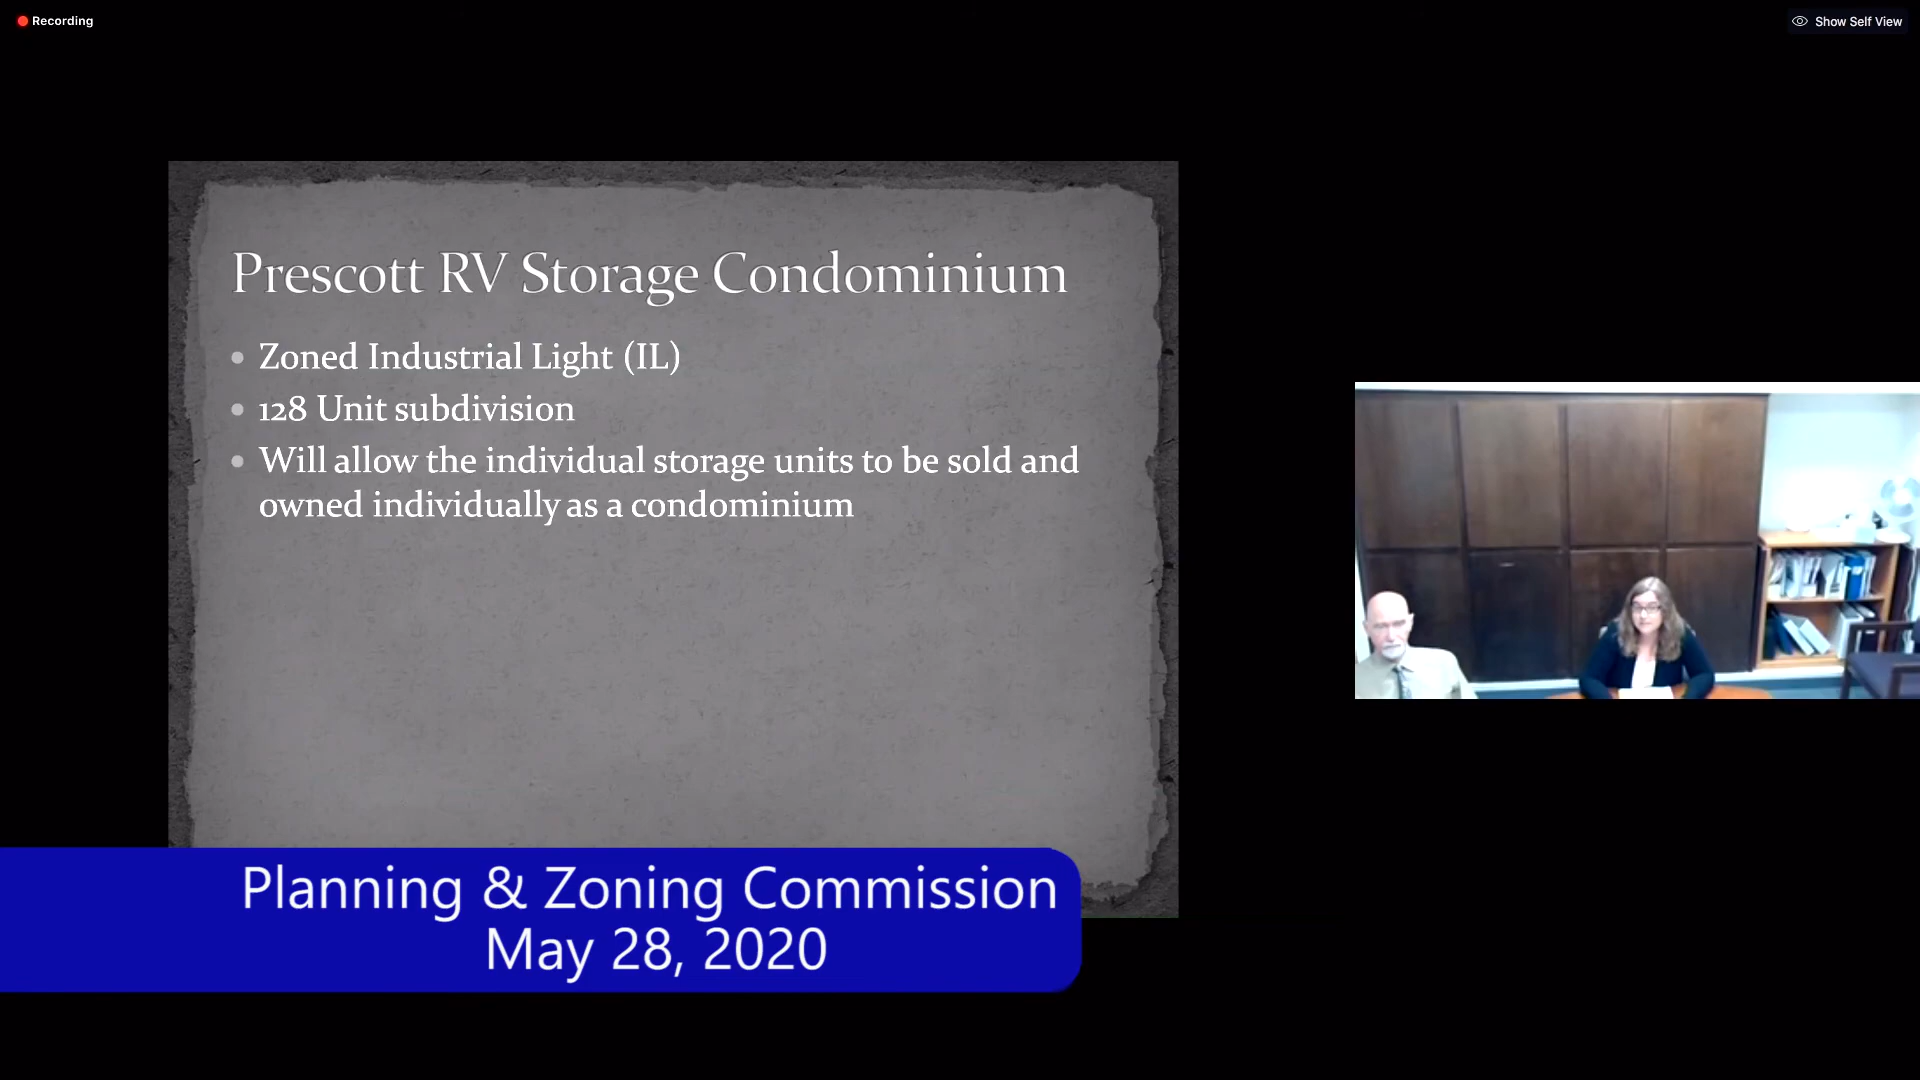 Recording
Show Self View
Prescott RV Storage Condominium
Zoned Industrial Light (IL)
128 Unit subdivision
Will allow the individual storage units to be sold and
owned individually as a condominium
Planning & Zoning Commission
May 28, 2020